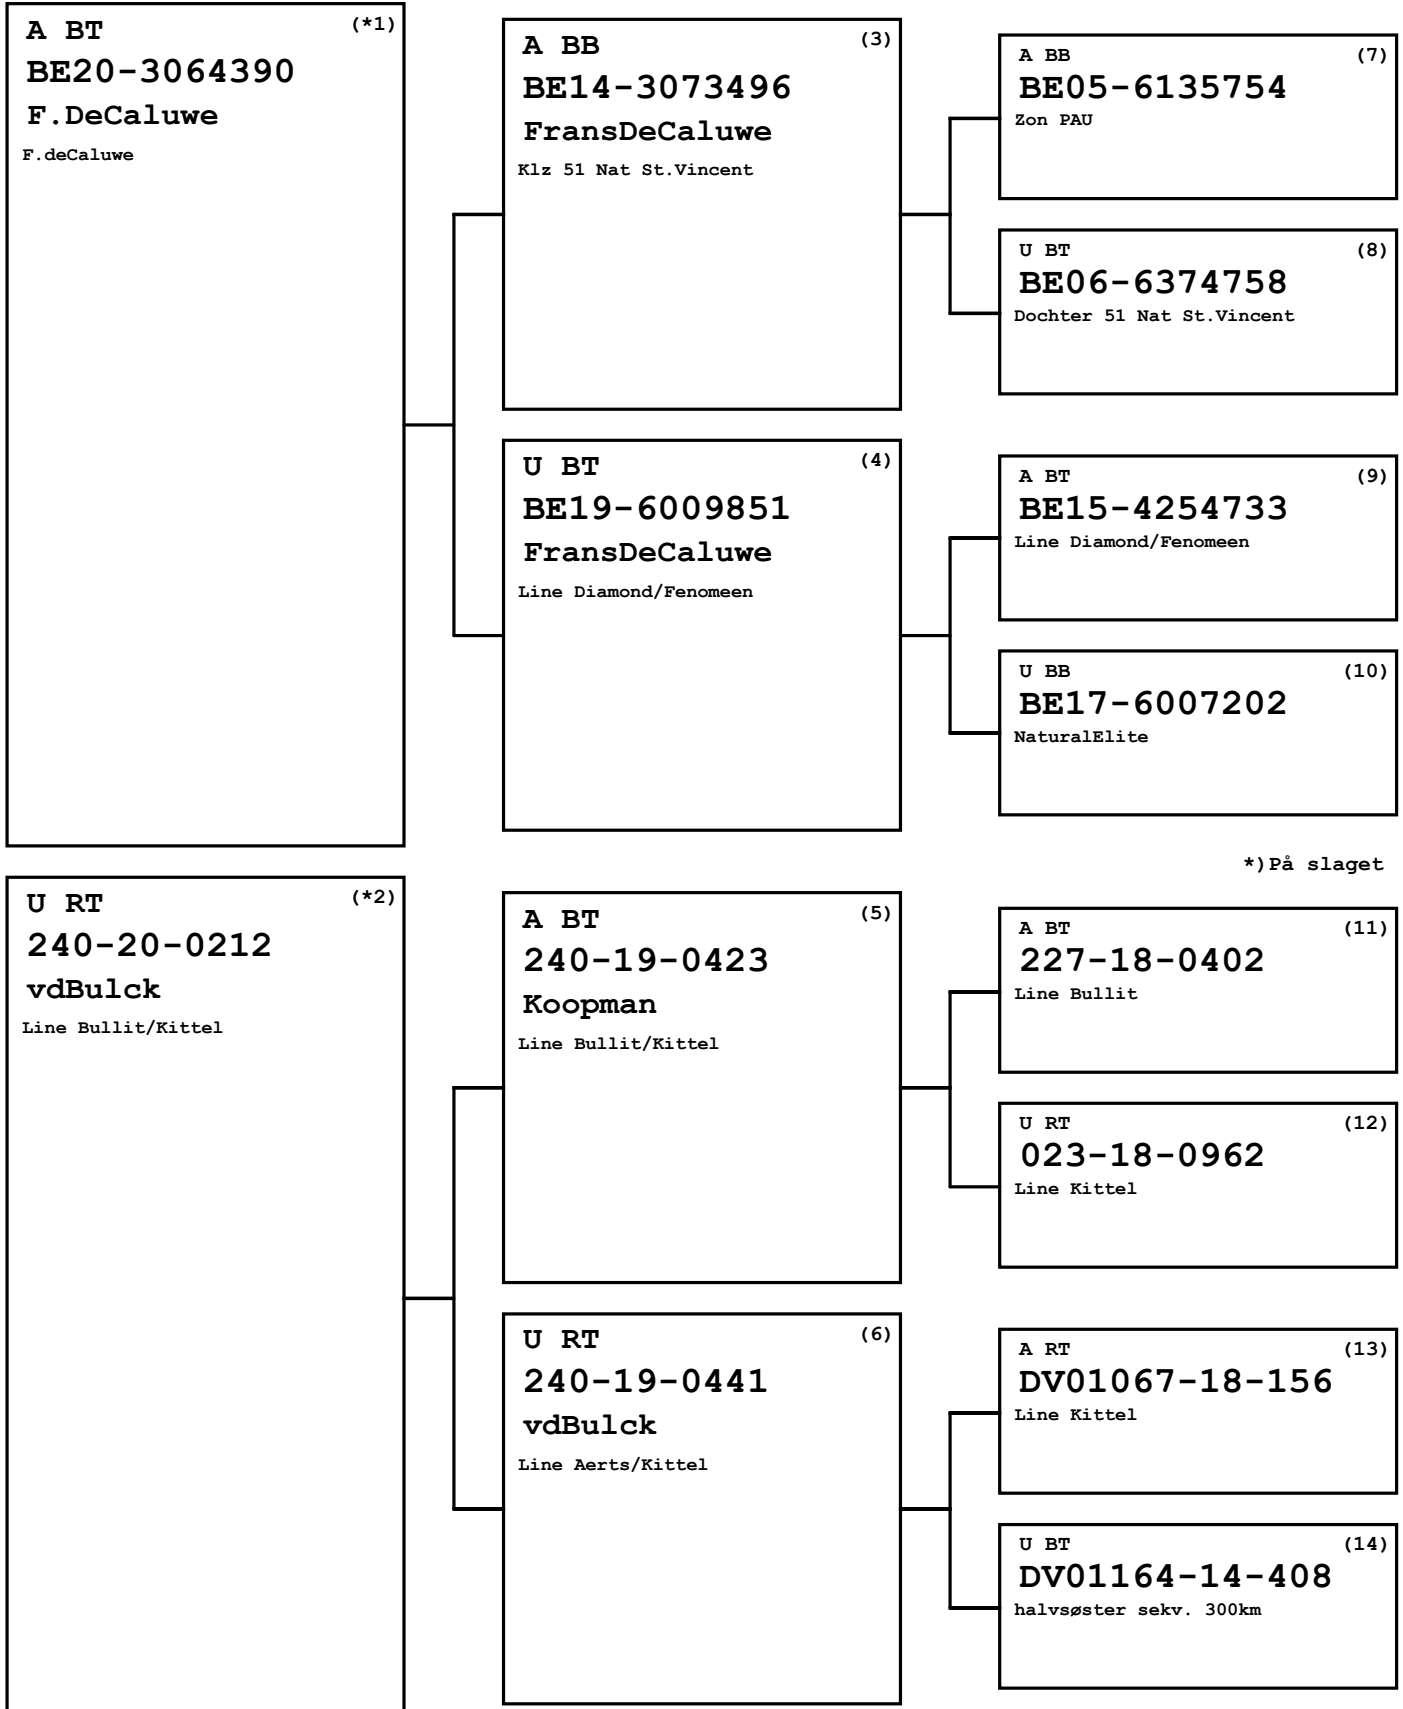 A BT (*1)
BE20-3064390
F.DeCaluwe
F.deCaluwe
A BB (3)
BE14-3073496
FransDeCaluwe
Klz 51 Nat St.Vincent
A BB (7)
BE05-6135754
Zon PAU
U BT (8)
BE06-6374758
Dochter 51 Nat St.Vincent
U BT (4)
BE19-6009851
FransDeCaluwe
Line Diamond/Fenomeen
A BT (9)
BE15-4254733
Line Diamond/Fenomeen
U BB (10)
BE17-6007202
NaturalElite
*)På slaget
U RT (*2)
240-20-0212
vdBulck
Line Bullit/Kittel
A BT (5)
240-19-0423
Koopman
Line Bullit/Kittel
A BT (11)
227-18-0402
Line Bullit
U RT (12)
023-18-0962
Line Kittel
U RT (6)
240-19-0441
vdBulck
Line Aerts/Kittel
A RT (13)
DV01067-18-156
Line Kittel
U BT (14)
DV01164-14-408
halvsøster sekv. 300km